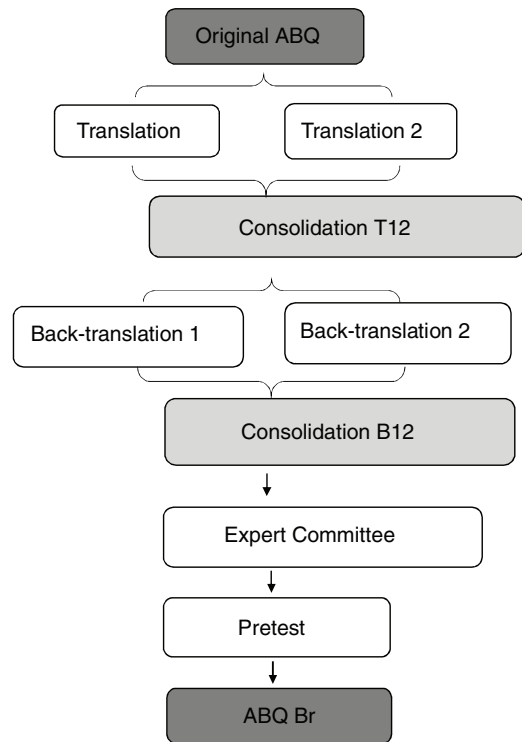 Original ABQ
Translation
Translation 2
Consolidation T12
Back-translation 1
Back-translation 2
Consolidation B12
Expert Committee
Pretest
ABQ Br